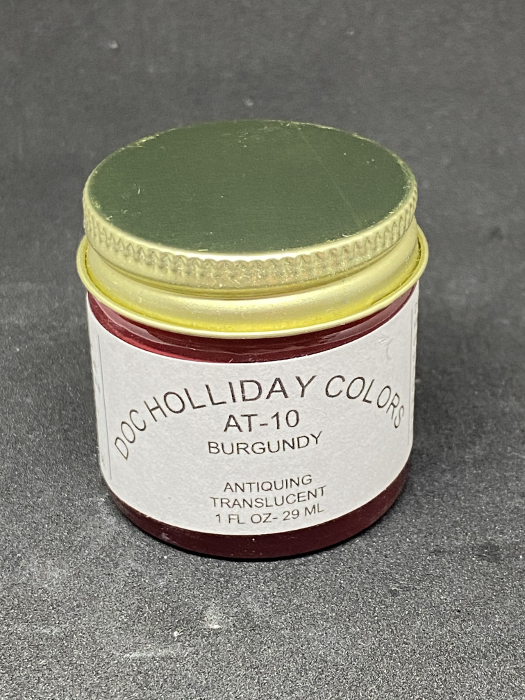 DOC HOLLIDAY COLORS
AT-10
BURGUNDY
ANTIQUING
TRANSLUCENT
1 FL OZ- 29 ML